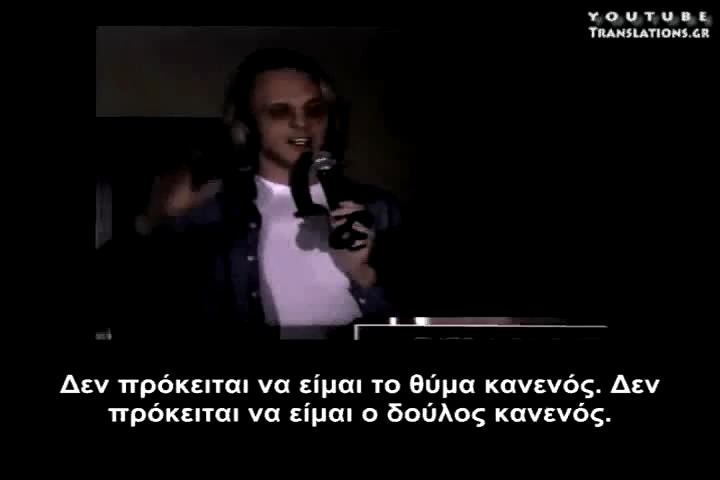 YOUTUBE
TRANSLATIONS.GR
Δεν πρόκειται να είμαι το θύμα κανενός. Δεν
πρόκειται να είμαι ο δούλος κανενός.